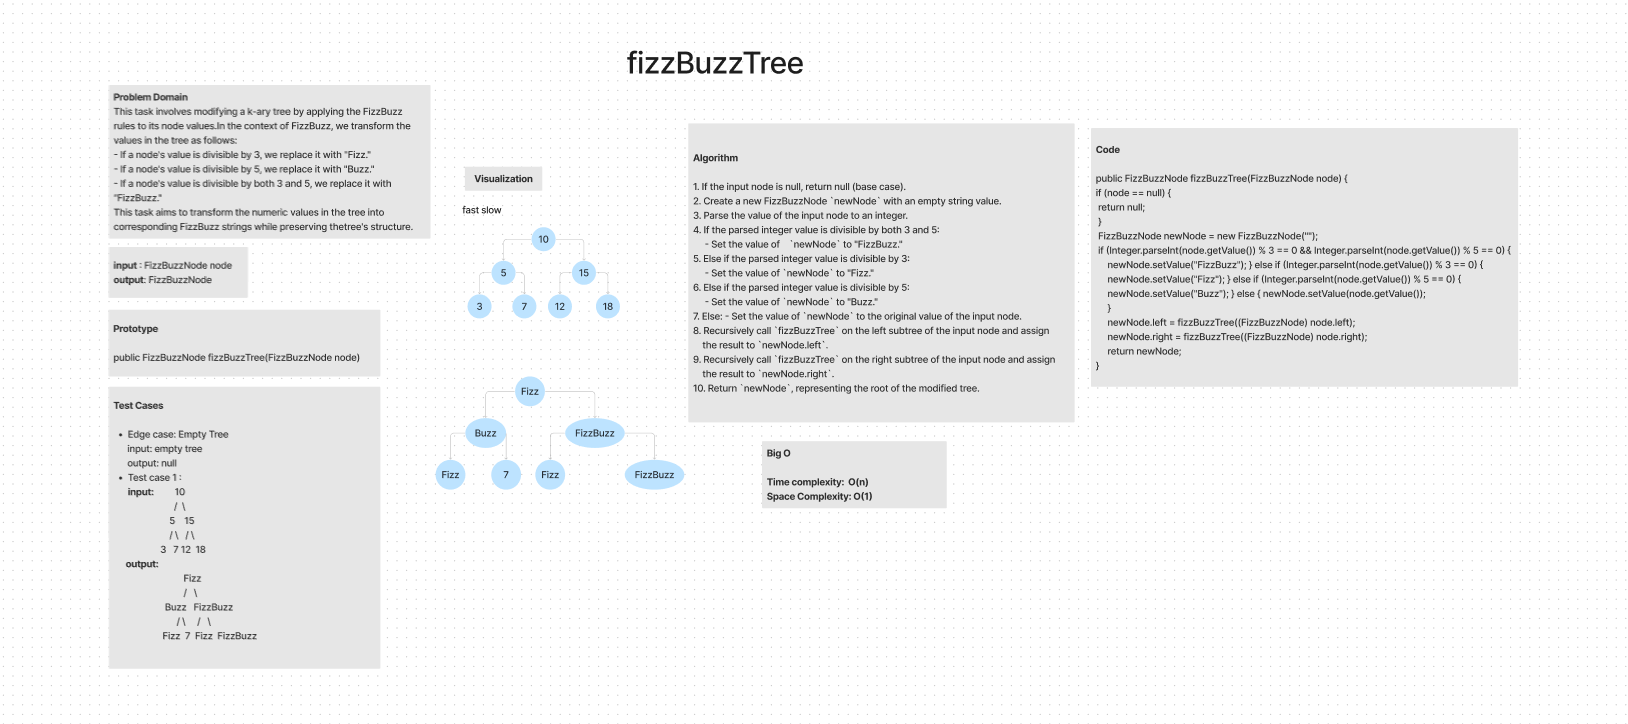 fizzBuzzTree
Problem Domain
This task involves modifying a k-ary tree by applying the FizzBuzz
rules to its node values.In the context of FizzBuzz, we transform the
values in the tree as follows:
- If a node's value is divisible by 3, we replace it with "Fizz."
- If a node's value is divisible by 5, we replace it with "Buzz."
- If a node's value is divisible by both 3 and 5, we replace it with
"FizzBuzz."
This task aims to transform the numeric values in the tree into
corresponding FizzBuzz strings while preserving thetree's structure.
input : FizzBuzzNode node
output: FizzBuzzNode
Prototype
public FizzBuzzNode fizzBuzzTree(FizzBuzzNode node)
Test Cases
• Edge case: Empty Tree
input: empty tree
output: null
• Test case 1 :
input: 10
/ \
5 15
/ \ / \
3 7 12 18
output:
Fizz
/ \
Buzz FizzBuzz
/ \ / \
Fizz 7 Fizz FizzBuzz
Visualization
fast slow
10
5 15
3 7 12 18
Fizz
Buzz FizzBuzz
Fizz 7 Fizz FizzBuzz
Algorithm
1. If the input node is null, return null (base case).
2. Create a new FizzBuzzNode `newNode` with an empty string value.
3. Parse the value of the input node to an integer.
4. If the parsed integer value is divisible by both 3 and 5:
- Set the value of `newNode` to "FizzBuzz."
5. Else if the parsed integer value is divisible by 3:
- Set the value of `newNode` to "Fizz."
6. Else if the parsed integer value is divisible by 5:
- Set the value of `newNode` to "Buzz."
7. Else: - Set the value of `newNode` to the original value of the input node.
8. Recursively call `fizzBuzzTree` on the left subtree of the input node and assign
the result to `newNode.left`.
9. Recursively call `fizzBuzzTree` on the right subtree of the input node and assign
the result to `newNode.right`.
10. Return `newNode`, representing the root of the modified tree.
Big O
Time complexity: O(n)
Space Complexity: O(1)
Code
public FizzBuzzNode fizzBuzzTree(FizzBuzzNode node) {
if (node == null) {
return null;
}
FizzBuzzNode newNode = new FizzBuzzNode("");
if (Integer.parseInt(node.getValue()) % 3 == 0 && Integer.parseInt(node.getValue()) % 5 == 0) {
newNode.setValue("FizzBuzz"); } else if (Integer.parseInt(node.getValue()) % 3 == 0) {
newNode.setValue("Fizz"); } else if (Integer.parseInt(node.getValue()) % 5 == 0) {
newNode.setValue("Buzz"); } else { newNode.setValue(node.getValue());
}
newNode.left = fizzBuzzTree((FizzBuzzNode) node.left);
newNode.right = fizzBuzzTree((FizzBuzzNode) node.right);
return newNode;
}